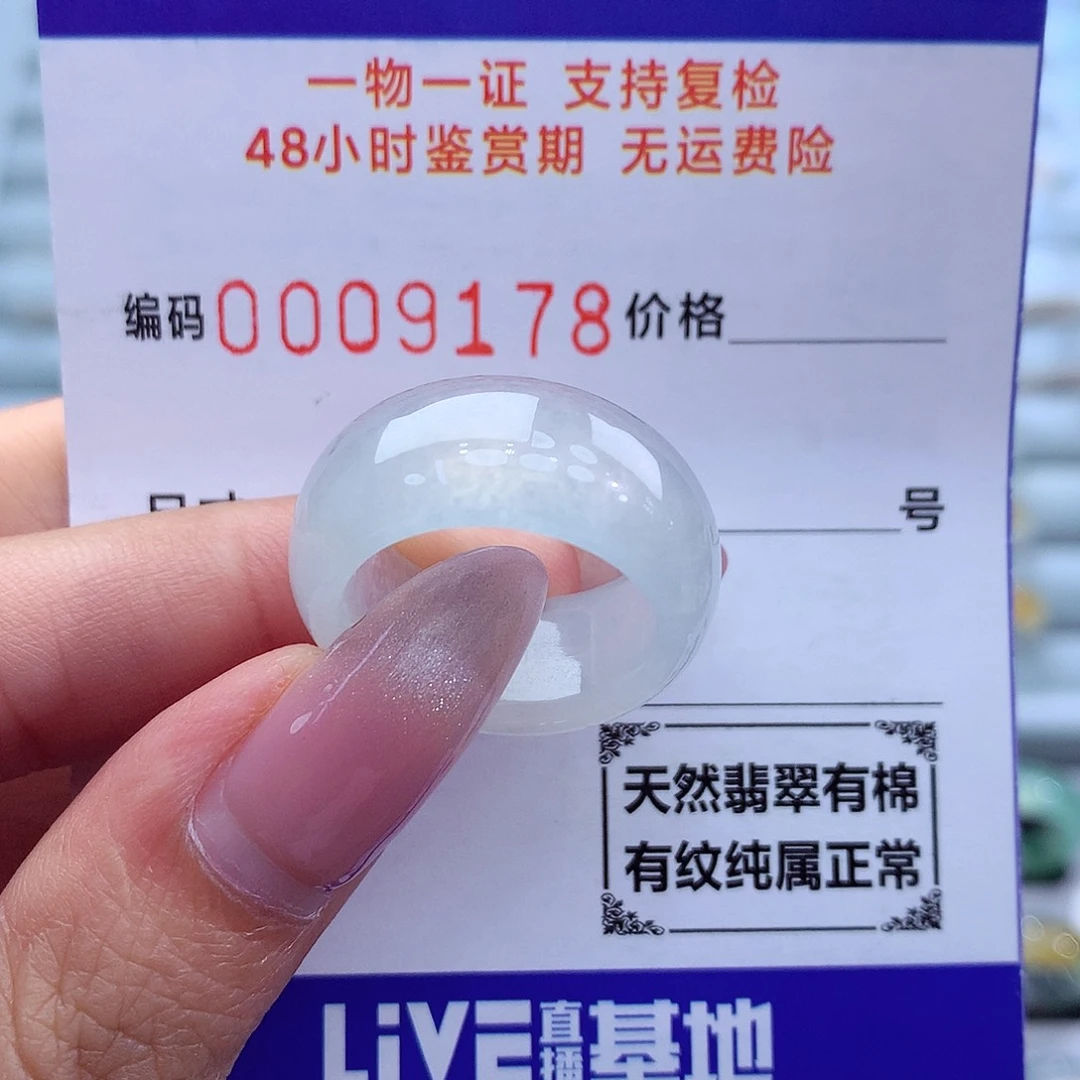 一物一证 支持复检
48小时鉴赏期 无运费险
编码0009178价格
号
天然翡翠有棉
有纹纯属正常
LiVE直播基地